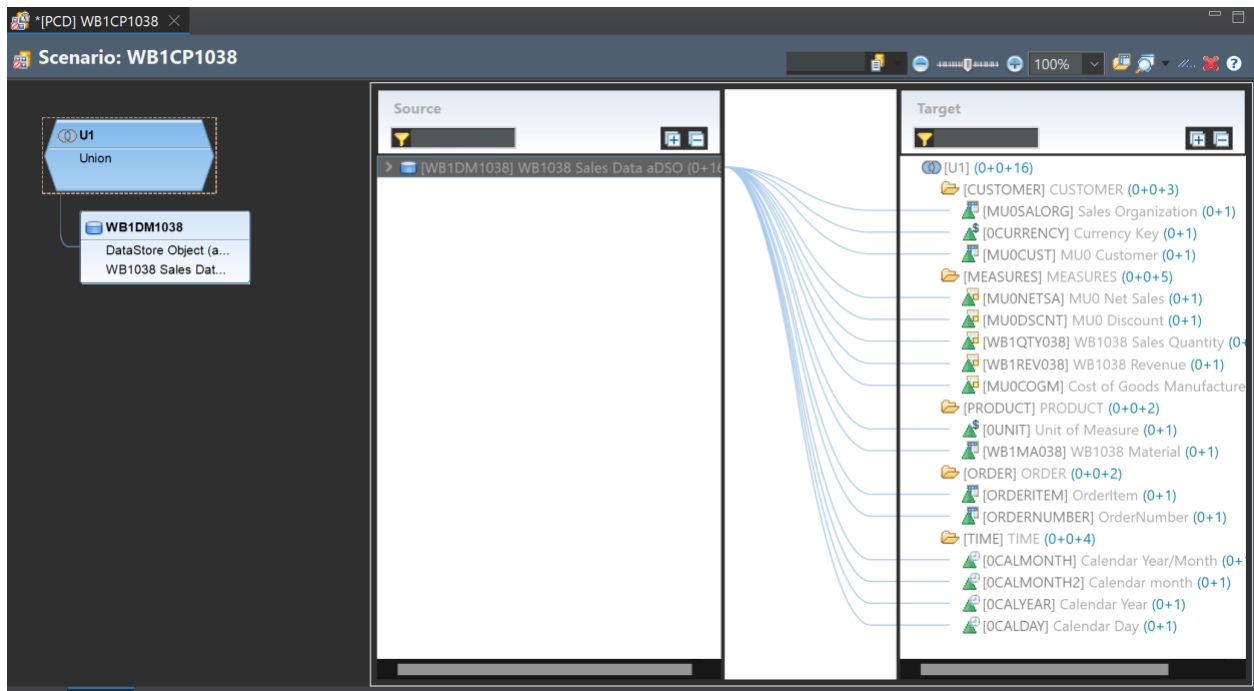 *[PCD] WB1CP1038
Scenario: WB1CP1038
100%
U1
Union
WB1DM1038
DataStore Object (a...
WB1038 Sales Dat...
Source
[WB1DM1038] WB1038 Sales Data aDSO (0+16
Target
[U1] (0+0+16)
[CUSTOMER] CUSTOMER (0+0+3)
[MU0SALORG] Sales Organization (0+1)
[0CURRENCY] Currency Key (0+1)
[MU0CUST] MU0 Customer (0+1)
[MEASURES] MEASURES (0+0+5)
[MU0NETSA] MU0 Net Sales (0+1)
[MU0DSCNT] MU0 Discount (0+1)
[WB1QTY038] WB1038 Sales Quantity (0+
[WB1REV038] WB1038 Revenue (0+1)
[MU0COGM] Cost of Goods Manufacture
[PRODUCT] PRODUCT (0+0+2)
[0UNIT] Unit of Measure (0+1)
[WB1MA038] WB1038 Material (0+1)
[ORDER] ORDER (0+0+2)
[ORDERITEM] OrderItem (0+1)
[ORDERNUMBER] OrderNumber (0+1)
[TIME] TIME (0+0+4)
[0CALMONTH] Calendar Year/Month (0+
[0CALMONTH2] Calendar month (0+1)
[0CALYEAR] Calendar Year (0+1)
[0CALDAY] Calendar Day (0+1)